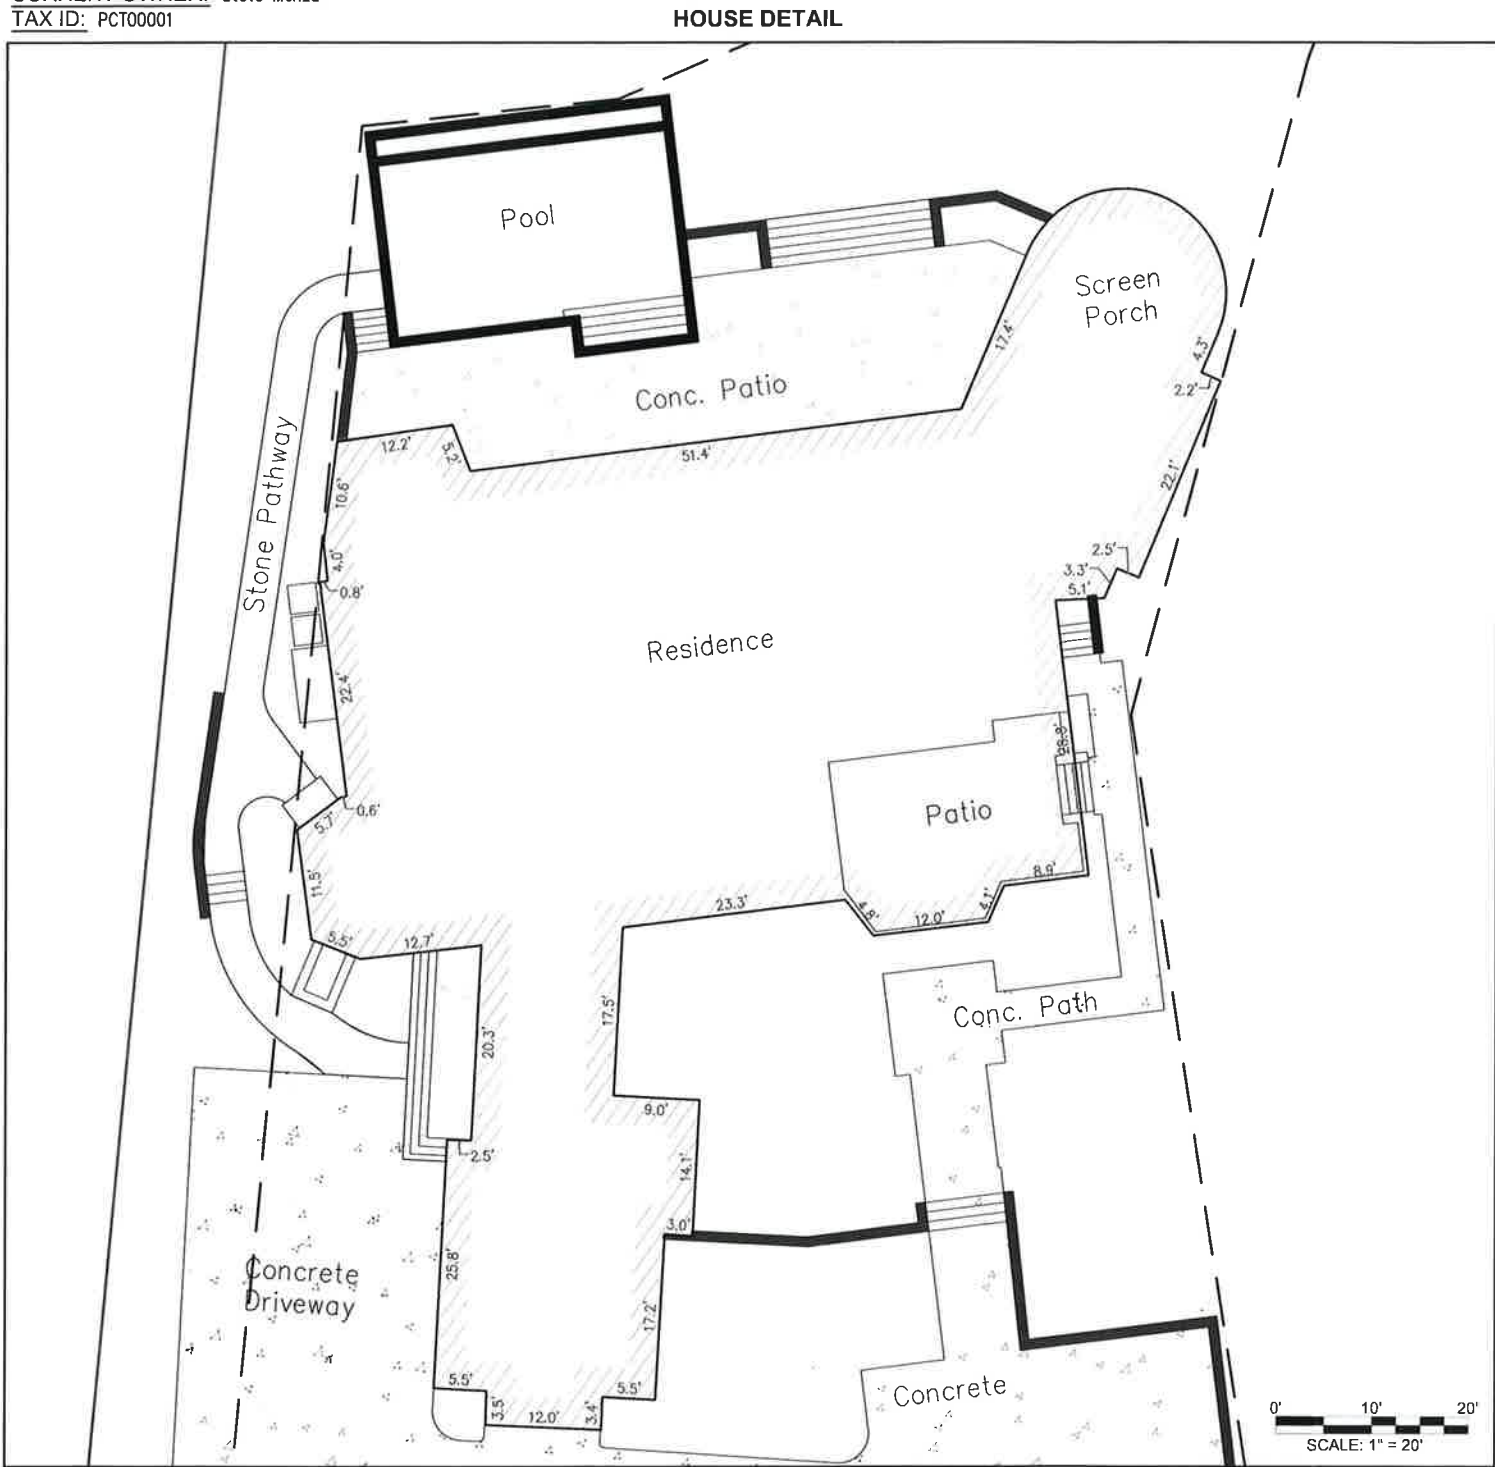 TAX ID: PCT00001
HOUSE DETAIL
Pool
Screen
Porch
17.4'
4.3'
2.2'
Conc. Patio
12.2'
5.2'
51.4'
22.1'
Stone Pathway
10.6'
4.0'
0.8'
2.5'
3.3'
5.1'
Residence
22.4'
28.8'
Patio
0.6'
5.7'
11.5'
8.9'
4.1'
4.8'
12.0'
23.3'
5.5'
12.7'
17.5'
Conc. Path
20.3'
9.0'
2.5'
14.1'
3.0'
25.8'
Concrete
Driveway
17.2'
5.5'
5.5'
3.5'
12.0'
3.4'
Concrete
0' 10' 20'
SCALE: 1" = 20'